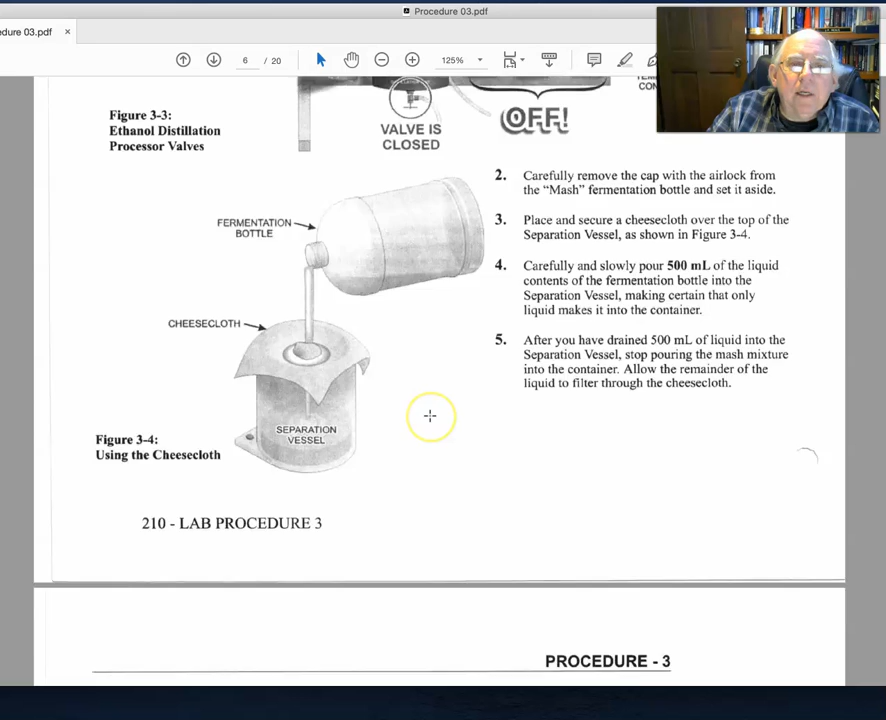 Procedure 03.pdf
dure 03.pdf ×
6 / 20
125%
Figure 3-3:
Ethanol Distillation
Processor Valves
VALVE IS
CLOSED
OFF!
CON
2. Carefully remove the cap with the airlock from
the “Mash” fermentation bottle and set it aside.
3. Place and secure a cheesecloth over the top of the
Separation Vessel, as shown in Figure 3-4.
4. Carefully and slowly pour 500 mL of the liquid
contents of the fermentation bottle into the
Separation Vessel, making certain that only
liquid makes it into the container.
5. After you have drained 500 mL of liquid into the
Separation Vessel, stop pouring the mash mixture
into the container. Allow the remainder of the
liquid to filter through the cheesecloth.
FERMENTATION
BOTTLE
CHEESECLOTH
SEPARATION
VESSEL
Figure 3-4:
Using the Cheesecloth
210 - LAB PROCEDURE 3
PROCEDURE - 3